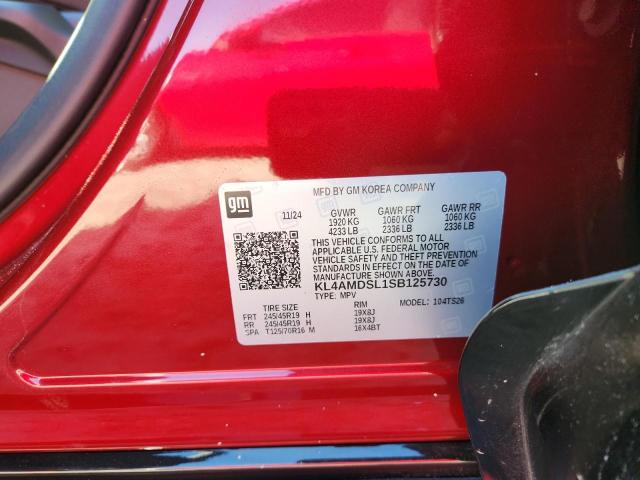 MFD BY GM KOREA COMPANY
gm
11/24 GVWR GAWR FRT GAWR RR
1920 KG 1060 KG 1060 KG
4233 LB 2336 LB 2336 LB
THIS VEHICLE CONFORMS TO ALL
APPLICABLE U.S. FEDERAL MOTOR
VEHICLE SAFETY AND THEFT PREVENTION
STANDARDS IN EFFECT ON THE DATE OF
MANUFACTURE SHOWN ABOVE.
KL4AMDSL1SB125730
TYPE: MPV MODEL: 104TS26
TIRE SIZE RIM
FRT 245/45R19 H 19X8J
RR 245/45R19 H 19X8J
SPA T125/70R16 M 16X4BT